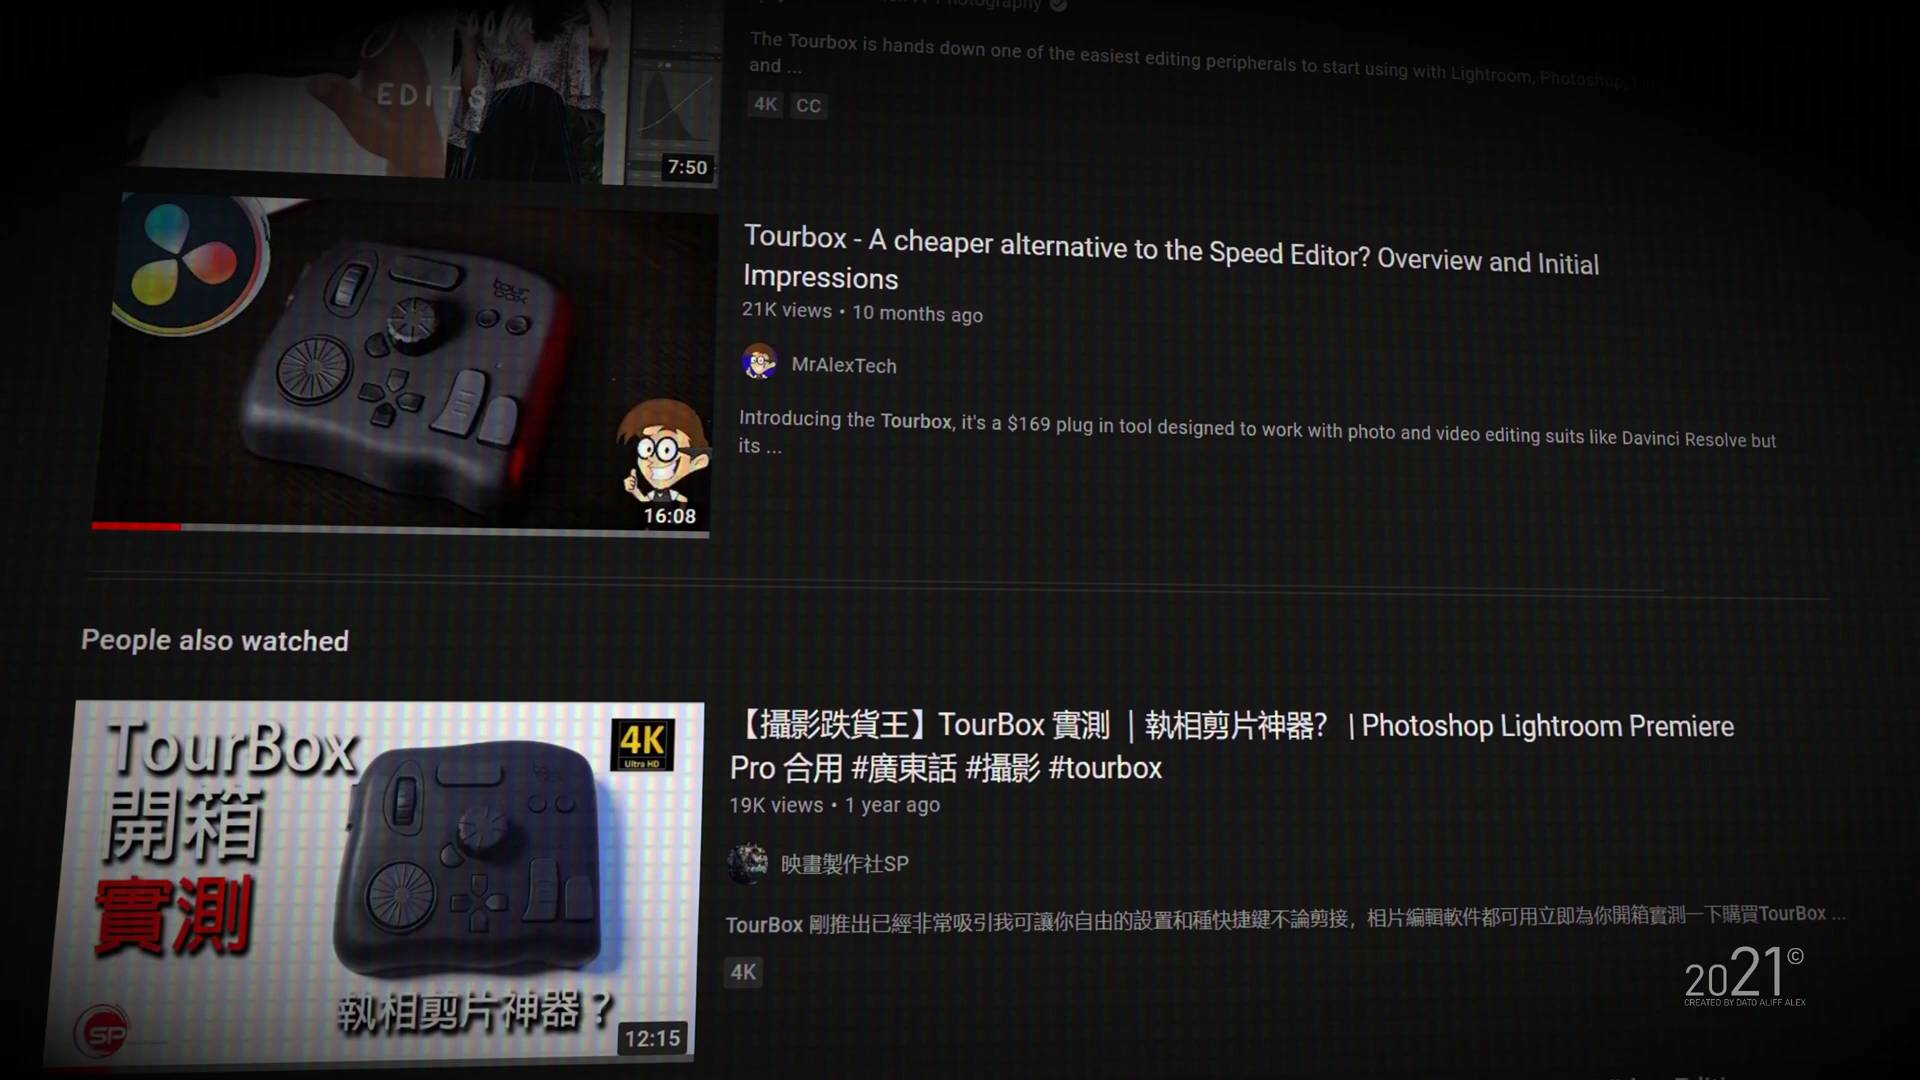 EDITS
7:50
The Tourbox is hands down one of the easiest editing peripherals to start using with Lightroom, Photoshop,
and ...
4K CC
tour
box
16:08
Tourbox - A cheaper alternative to the Speed Editor? Overview and Initial
Impressions
21K views • 10 months ago
MrAlexTech
Introducing the Tourbox, it's a $169 plug in tool designed to work with photo and video editing suits like Davinci Resolve but
its ...
People also watched
TourBox
開箱
實測
4K
Ultra HD
執相剪片神器？
SP
12:15
【攝影跌貨王】TourBox 實測 ｜執相剪片神器? | Photoshop Lightroom Premiere
Pro 合用 #廣東話 #攝影 #tourbox
19K views • 1 year ago
映畫製作社SP
TourBox 剛推出已經非常吸引我可讓你自由的設置和種快捷鍵不論剪接，相片編輯軟件都可用立即為你開箱實測一下購買TourBox ...
4K
2021©
CREATED BY DATO ALIFF ALEX